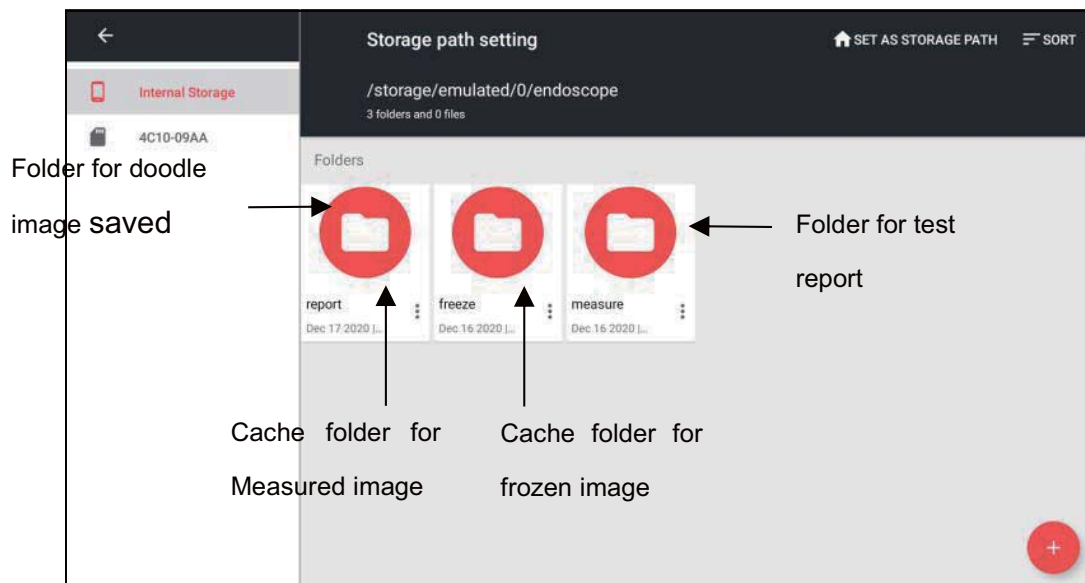 Storage path setting
SET AS STORAGE PATH
SORT
Internal Storage
/storage/emulated/0/endoscope
3 folders and 0 files
4C10-09AA
Folders
Folder for doodle
image saved
Folder for test
report
report
freeze
measure
Dec 17 2020 |...
Dec 16 2020 |...
Dec 16 2020 |...
Cache folder for
Measured image
Cache folder for
frozen image